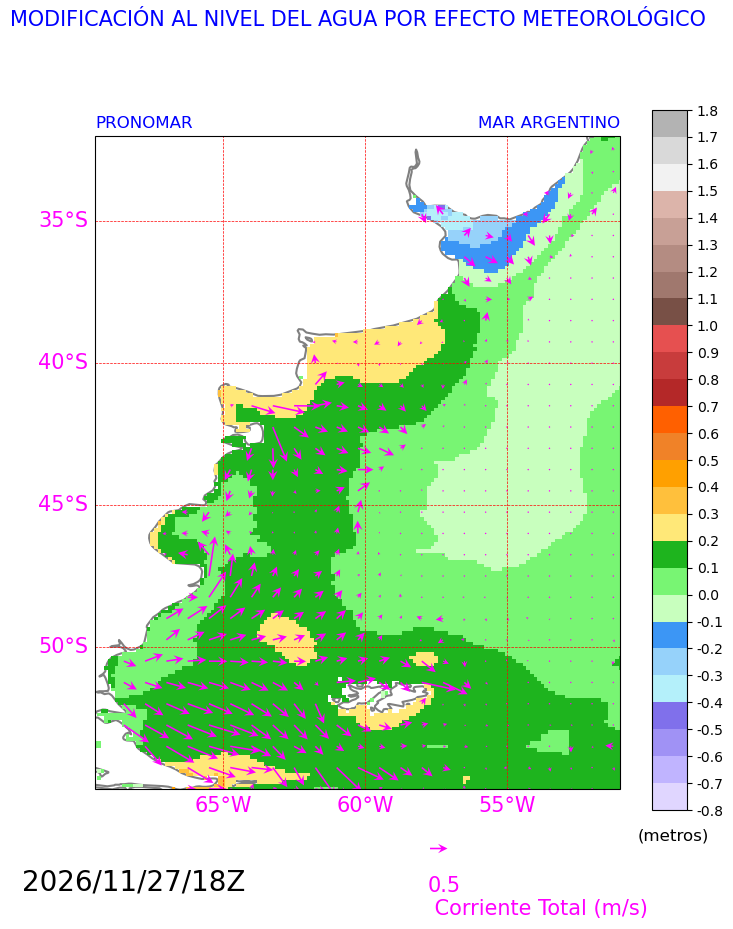 MODIFICACIÓN AL NIVEL DEL AGUA POR EFECTO METEOROLÓGICO
PRONOMAR
MAR ARGENTINO
35°S
40°S
45°S
50°S
65°W
60°W
55°W
1.8
1.7
1.6
1.5
1.4
1.3
1.2
1.1
1.0
0.9
0.8
0.7
0.6
0.5
0.4
0.3
0.2
0.1
0.0
-0.1
-0.2
-0.3
-0.4
-0.5
-0.6
-0.7
-0.8
(metros)
2026/11/27/18Z
0.5
Corriente Total (m/s)